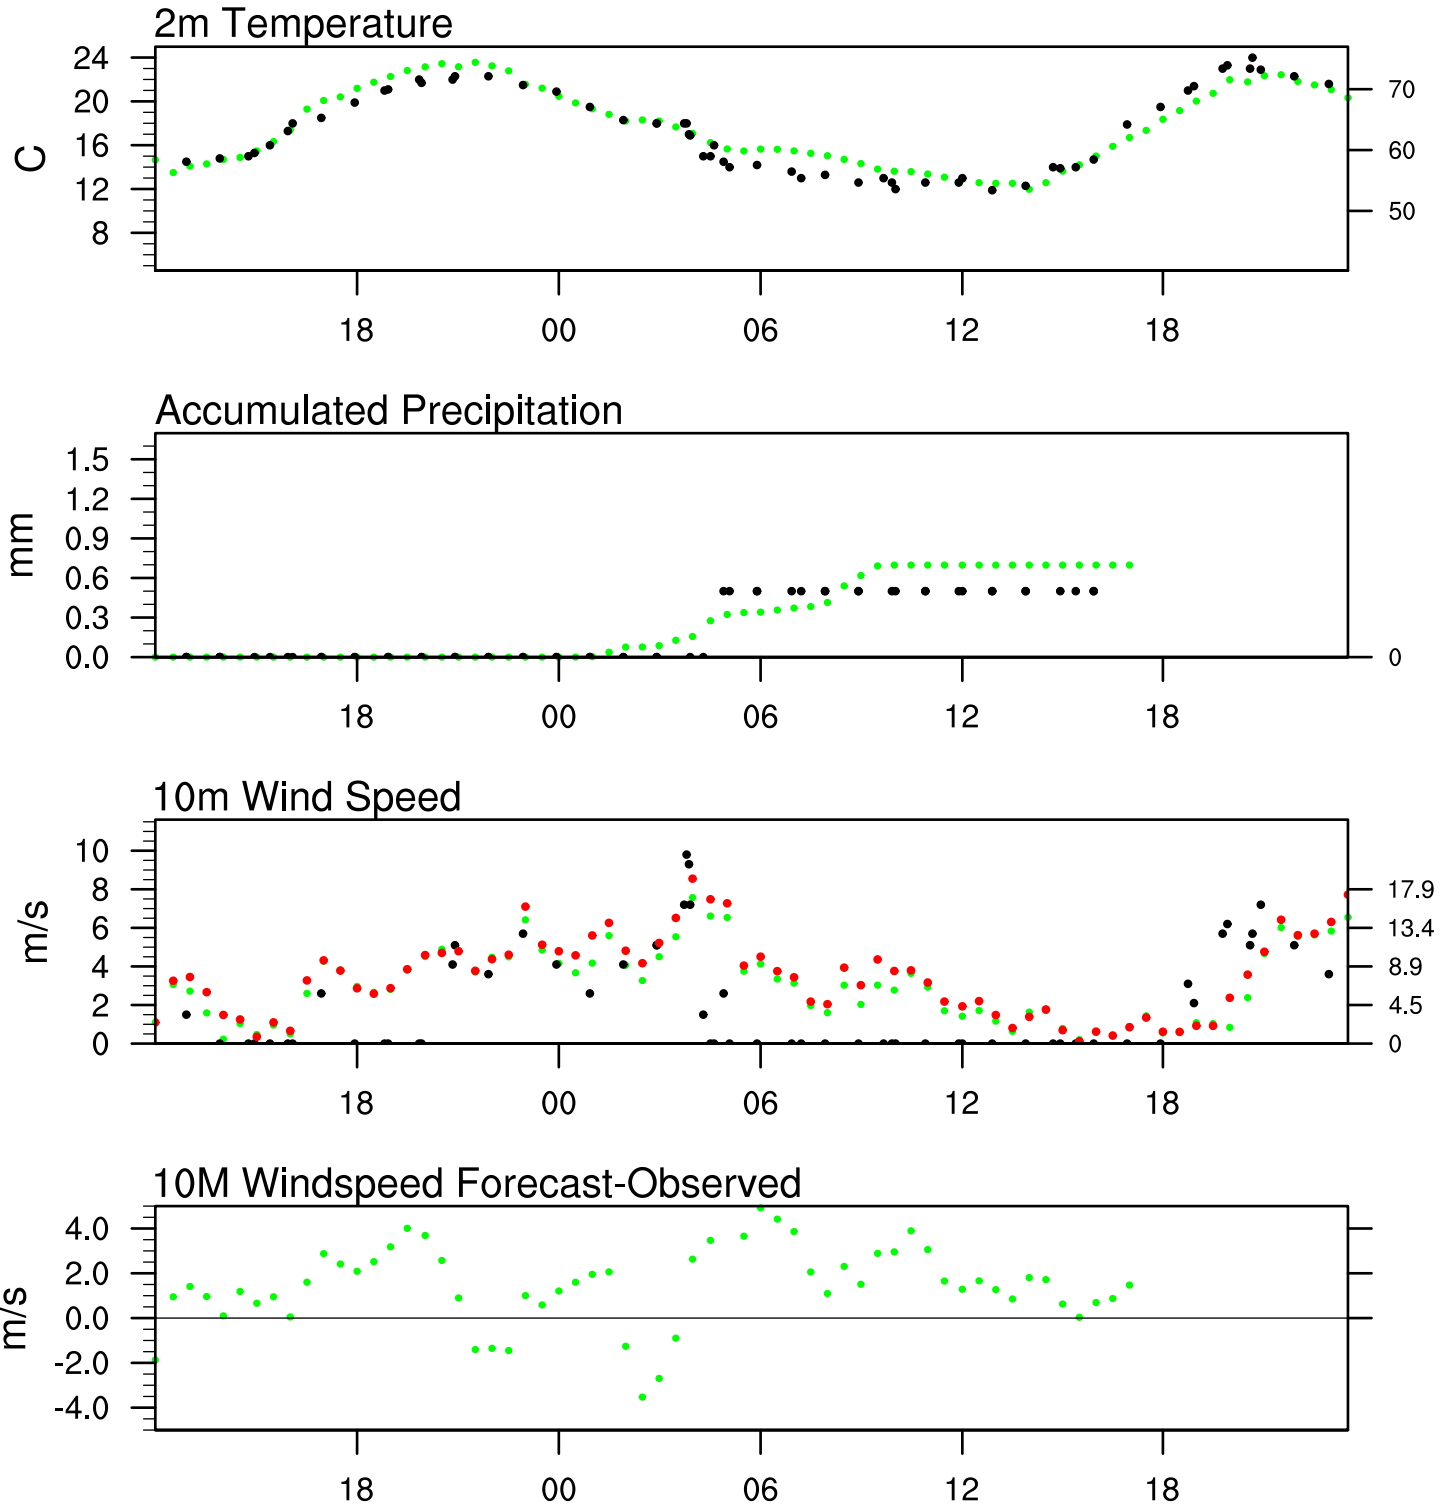 2m Temperature
24
20
16
12
8
C
70
60
50
18 00 06 12 18
Accumulated Precipitation
1.5
1.2
0.9
0.6
0.3
0.0
mm
0
18 00 06 12 18
10m Wind Speed
10
8
6
4
2
0
m/s
17.9
13.4
8.9
4.5
0
18 00 06 12 18
10M Windspeed Forecast-Observed
4.0
2.0
0.0
-2.0
-4.0
m/s
18 00 06 12 18